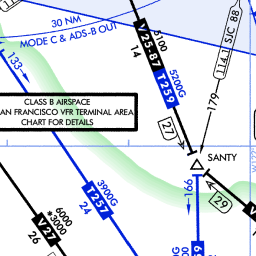 30 NM
MODE C & ADS-B OUT
133
V25-87
5100
14
5200G
T259
114.1 SJC 88
CLASS B AIRSPACE
AN FRANCISCO VFR TERMINAL AREA
CHART FOR DETAILS
27
179
SANTY
166
29
3900G
T257
24
6000
*3000
V27
26